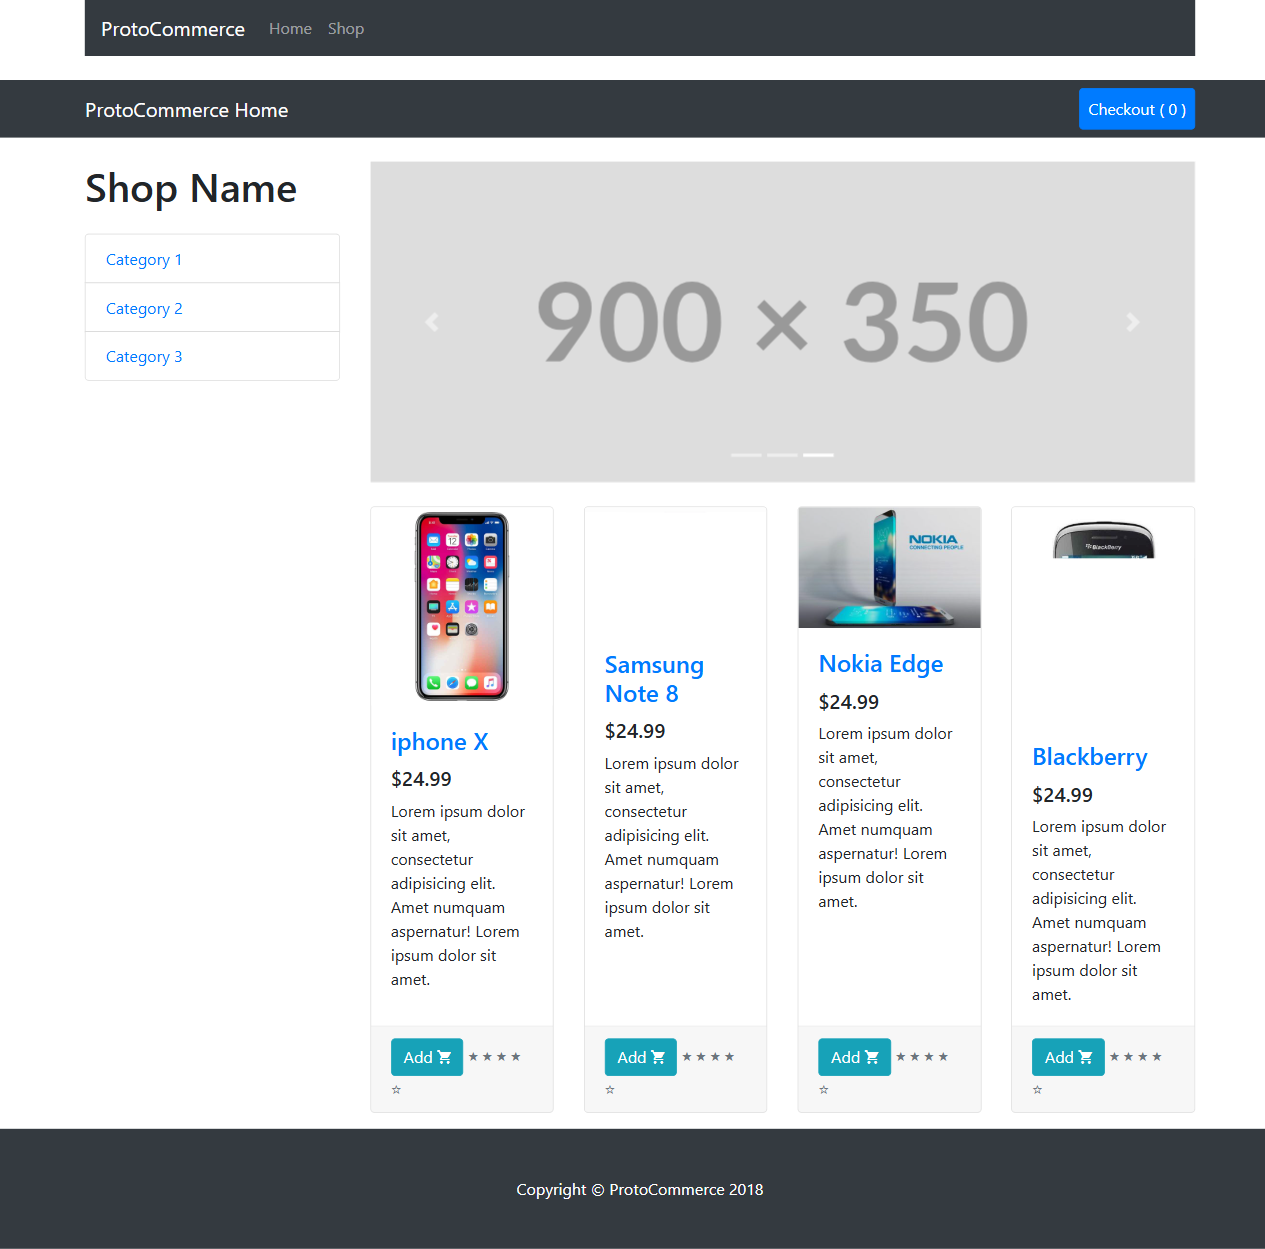 ProtoCommerce Home Shop
ProtoCommerce Home
Checkout ( 0 )
Shop Name
Category 1
Category 2
Category 3
900 × 350
NOKIA
CONNECTING PEOPLE
BlackBerry
iphone X
$24.99
Lorem ipsum dolor
sit amet,
consectetur
adipisicing elit.
Amet numquam
aspernatur! Lorem
ipsum dolor sit
amet.
Add
★ ★ ★ ★
☆
Samsung
Note 8
$24.99
Lorem ipsum dolor
sit amet,
consectetur
adipisicing elit.
Amet numquam
aspernatur! Lorem
ipsum dolor sit
amet.
Add
★ ★ ★ ★
☆
Nokia Edge
$24.99
Lorem ipsum dolor
sit amet,
consectetur
adipisicing elit.
Amet numquam
aspernatur! Lorem
ipsum dolor sit
amet.
Add
★ ★ ★ ★
☆
Blackberry
$24.99
Lorem ipsum dolor
sit amet,
consectetur
adipisicing elit.
Amet numquam
aspernatur! Lorem
ipsum dolor sit
amet.
Add
★ ★ ★ ★
☆
Copyright © ProtoCommerce 2018